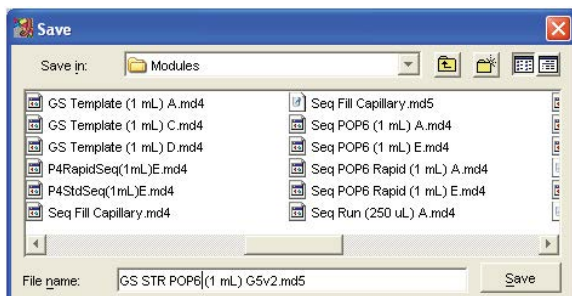 Save
Save in: Modules
GS Template (1 mL) A.md4
GS Template (1 mL) C.md4
GS Template (1 mL) D.md4
P4RapidSeq(1mL)E.md4
P4StdSeq(1mL)E.md4
Seq Fill Capillary.md4
Seq Fill Capillary.md5
Seq POP6 (1 mL) A.md4
Seq POP6 (1 mL) E.md4
Seq POP6 Rapid (1 mL) A.md4
Seq POP6 Rapid (1 mL) E.md4
Seq Run (250 uL) A.md4
File name: GS STR POP6 (1 mL) G5v2.md5 Save